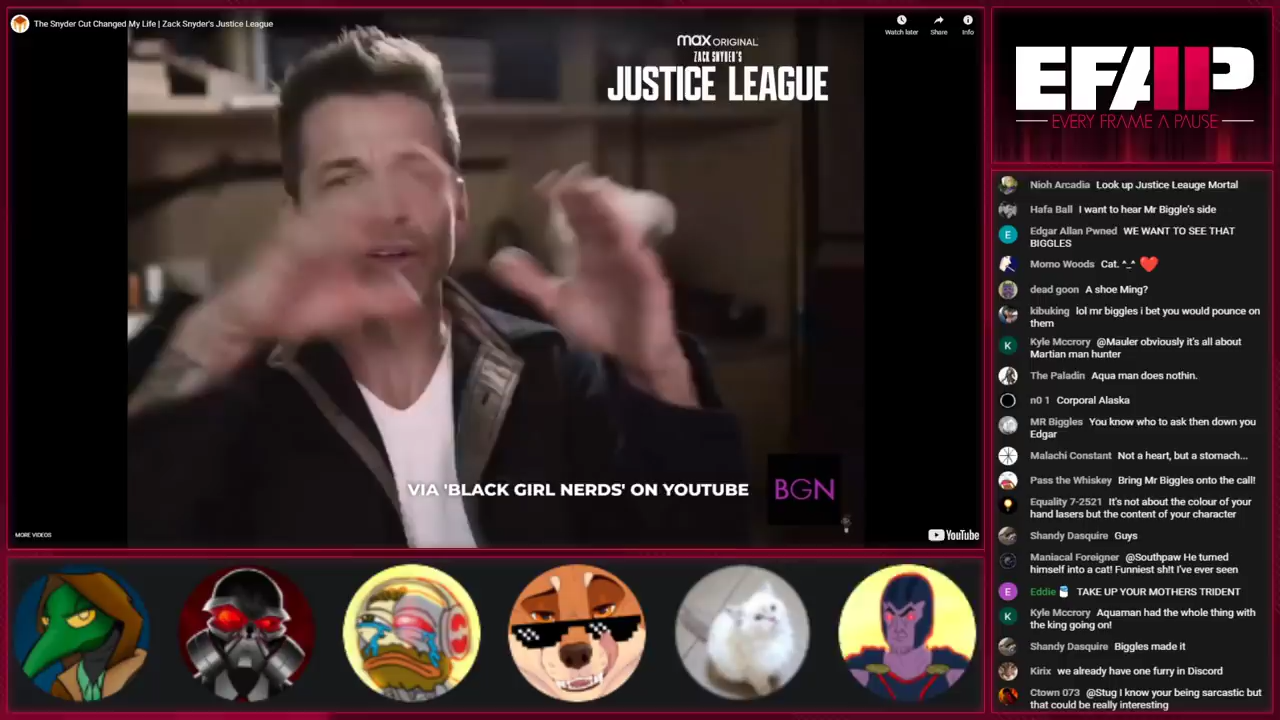 The Snyder Cut Changed My Life | Zack Snyder's Justice League
Watch later
Share
Info
max ORIGINAL
ZACK SNYDER'S
JUSTICE LEAGUE
VIA 'BLACK GIRL NERDS' ON YOUTUBE
BGN
MORE VIDEOS
YouTube
EFAP
EVERY FRAME A PAUSE
Nioh Arcadia Look up Justice Leauge Mortal
Hafa Ball I want to hear Mr Biggle's side
E
Edgar Allan Pwned WE WANT TO SEE THAT
BIGGLES
Momo Woods Cat. ^_^ ❤️
dead goon A shoe Ming?
kibuking lol mr biggles i bet you would pounce on
them
K
Kyle Mccrory @Mauler obviously it's all about
Martian man hunter
The Paladin Aqua man does nothin.
n0 1 Corporal Alaska
MR Biggles You know who to ask then down you
Edgar
Malachi Constant Not a heart, but a stomach...
Pass the Whiskey Bring Mr Biggles onto the call!
Equality 7-2521 It's not about the colour of your
hand lasers but the content of your character
Shandy Dasquire Guys
Maniacal Foreigner @Southpaw He turned
himself into a cat! Funniest sh!t I've ever seen
E
Eddie TAKE UP YOUR MOTHERS TRIDENT
K
Kyle Mccrory Aquaman had the whole thing with
the king going on!
Shandy Dasquire Biggles made it
Kirix we already have one furry in Discord
Ctown 073 @Stug I know your being sarcastic but
that could be really interesting